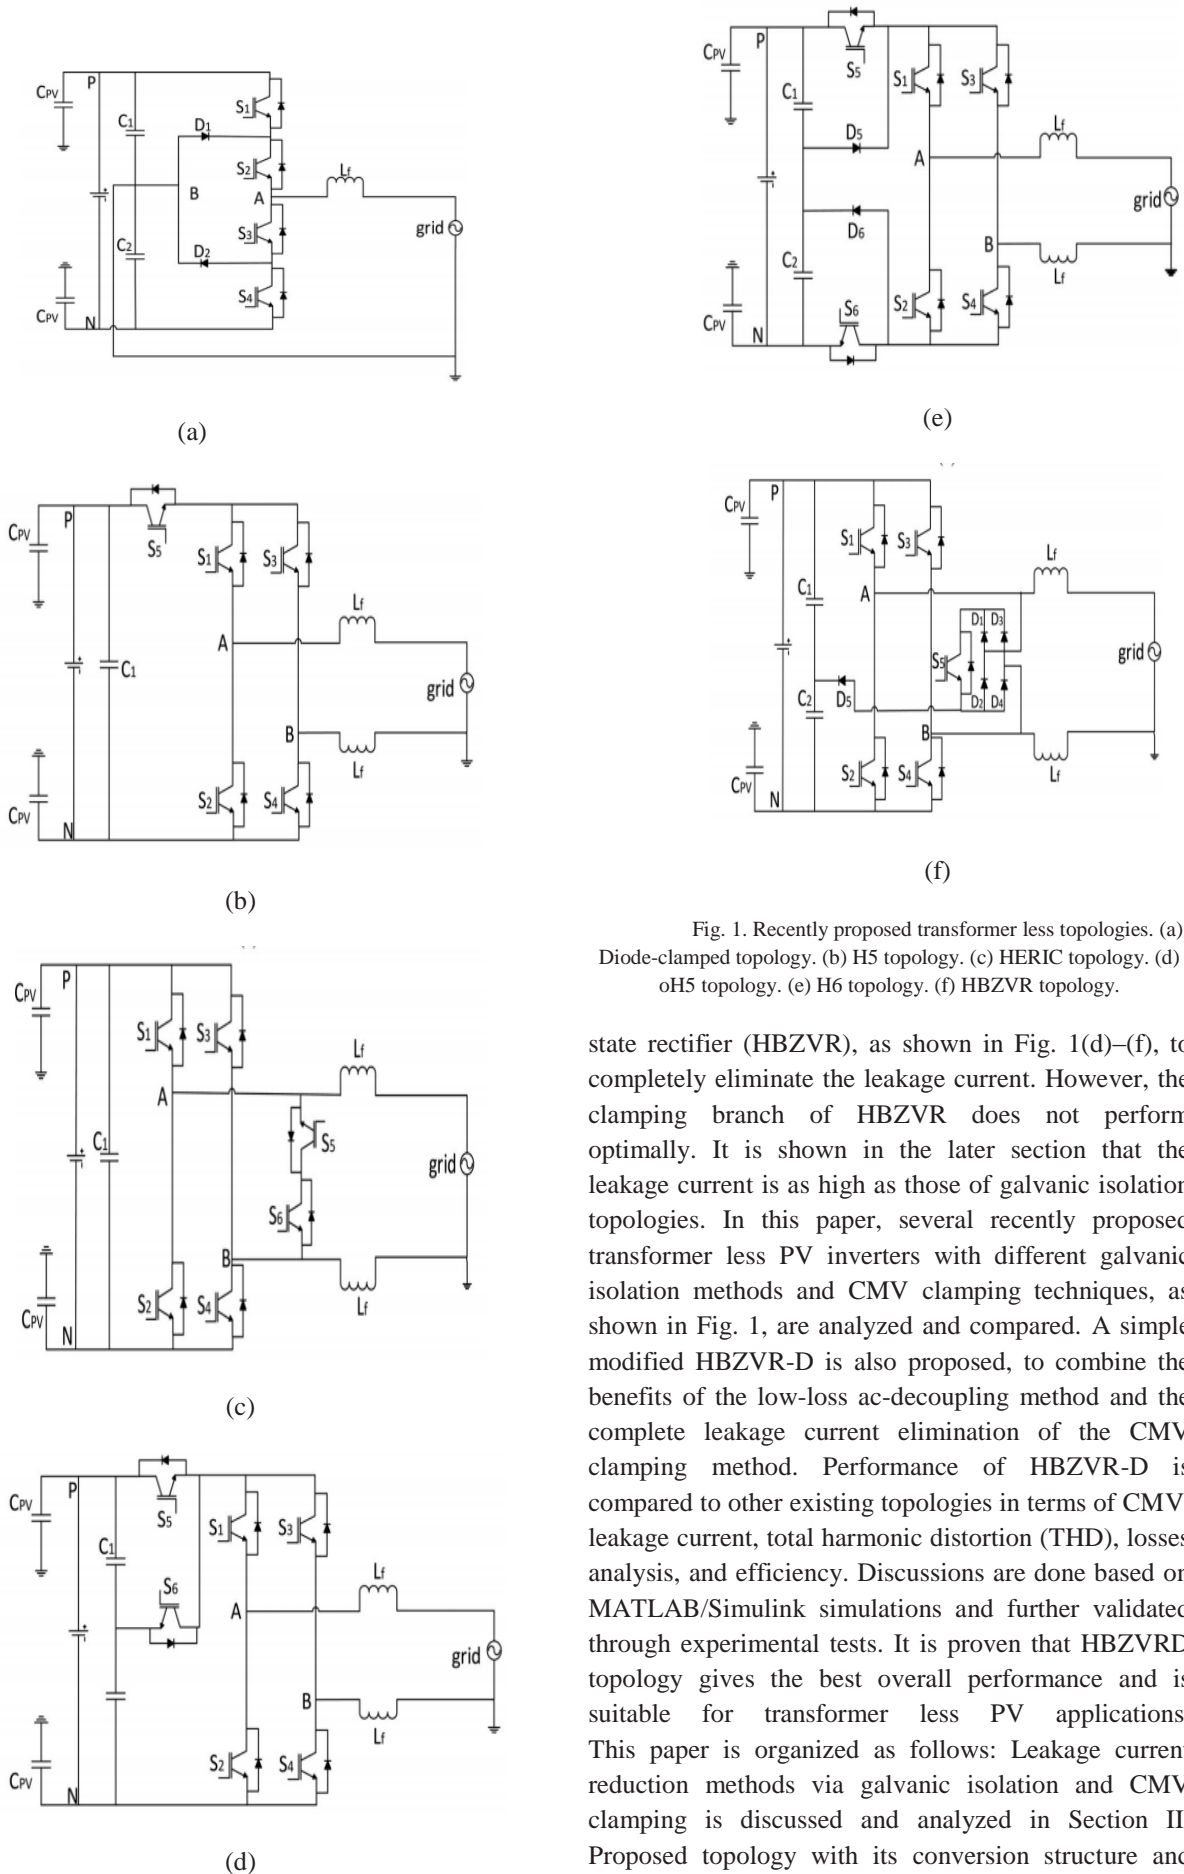 CPV
P
C1
D1
S1
S2
B
A
Lf
grid
C2
D2
S3
S4
CPV
N
(a)
CPV
P
S5
S1
S3
Lf
A
C1
grid
B
Lf
S2
S4
CPV
N
(b)
CPV
P
S1
S3
Lf
A
C1
S5
grid
S6
B
Lf
S2
S4
CPV
N
(c)
CPV
P
S5
S1
S3
C1
S6
Lf
A
grid
B
Lf
S2
S4
CPV
N
(d)
CPV
P
S5
S1
S3
C1
Lf
D5
A
grid
D6
B
C2
Lf
S6
S2
S4
CPV
N
(e)
CPV
P
S1
S3
Lf
C1
A
D1
D3
S5
grid
C2
D5
D2
D4
B
Lf
S2
S4
CPV
N
(f)
Fig. 1. Recently proposed transformer less topologies. (a)
Diode-clamped topology. (b) H5 topology. (c) HERIC topology. (d)
oH5 topology. (e) H6 topology. (f) HBZVR topology.
state rectifier (HBZVR), as shown in Fig. 1(d)–(f), to
completely eliminate the leakage current. However, the
clamping branch of HBZVR does not perform
optimally. It is shown in the later section that the
leakage current is as high as those of galvanic isolation
topologies. In this paper, several recently proposed
transformer less PV inverters with different galvanic
isolation methods and CMV clamping techniques, as
shown in Fig. 1, are analyzed and compared. A simple
modified HBZVR-D is also proposed, to combine the
benefits of the low-loss ac-decoupling method and the
complete leakage current elimination of the CMV
clamping method. Performance of HBZVR-D is
compared to other existing topologies in terms of CMV
leakage current, total harmonic distortion (THD), losses
analysis, and efficiency. Discussions are done based on
MATLAB/Simulink simulations and further validated
through experimental tests. It is proven that HBZVRD
topology gives the best overall performance and is
suitable for transformer less PV applications
This paper is organized as follows: Leakage current
reduction methods via galvanic isolation and CMV
clamping is discussed and analyzed in Section II
Proposed topology with its conversion structure and